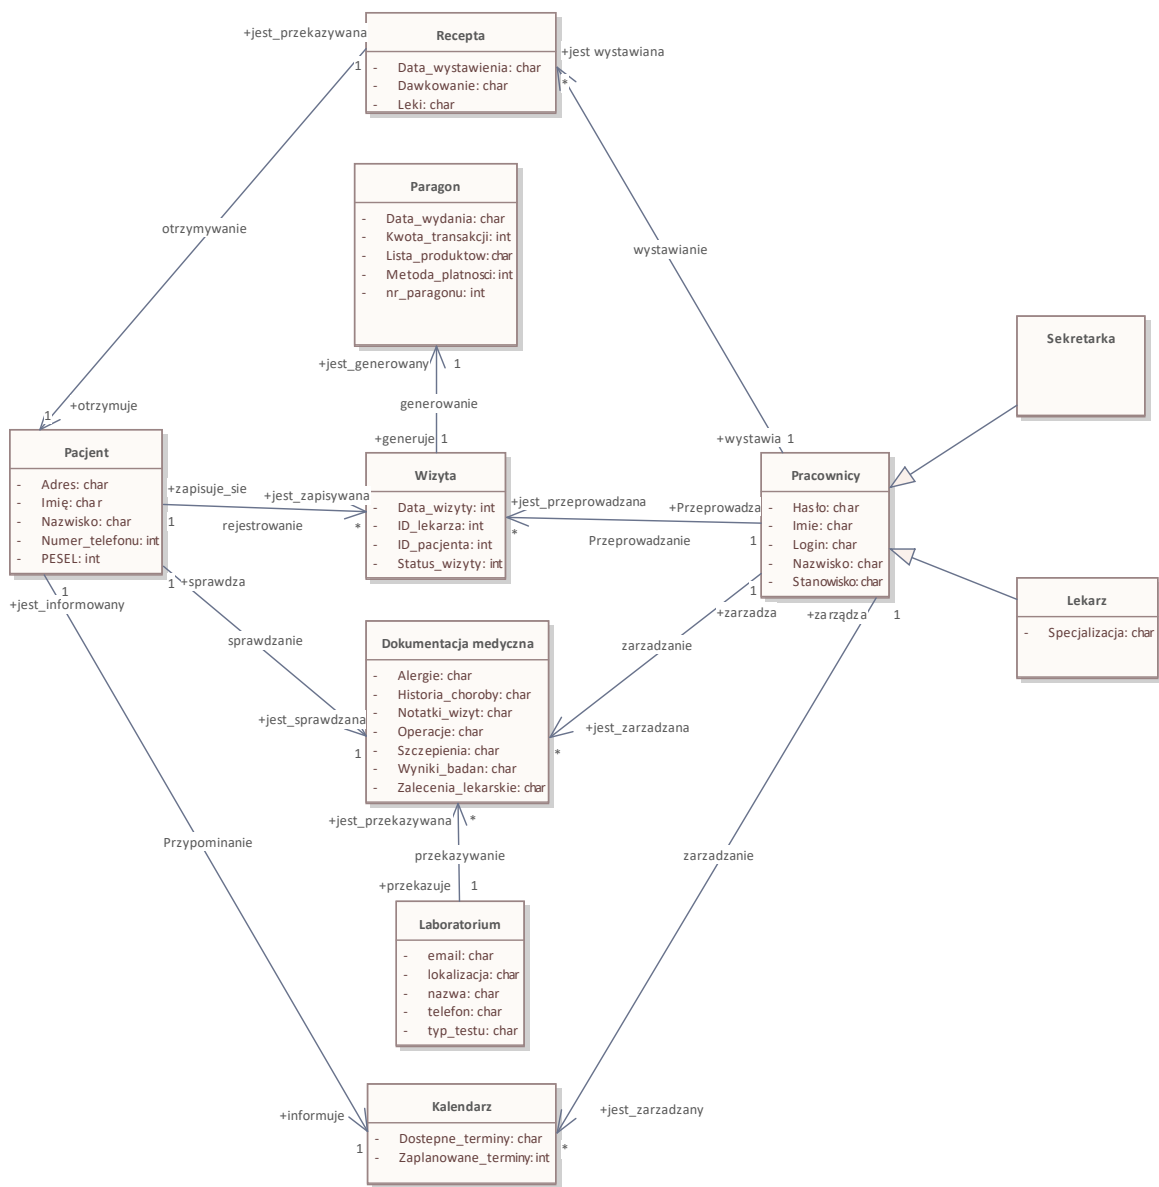 +jest_przekazywana
1
Recepta
- Data_wystawienia: char
- Dawkowanie: char
- Leki: char
+jest wystawiana
*
Paragon
- Data_wydania: char
- Kwota_transakcji: int
- Lista_produktow: char
- Metoda_platnosci: int
- nr_paragonu: int
otrzymywanie
wystawianie
+jest_generowany
1
generowanie
+generuje
1
Sekretarka
1
+otrzymuje
+wystawia
1
Pacjent
- Adres: char
- Imię: char
- Nazwisko: char
- Numer_telefonu: int
- PESEL: int
+zapisuje_sie
1
rejestrowanie
+jest_zapisywana
*
Wizyta
- Data_wizyty: int
- ID_lekarza: int
- ID_pacjenta: int
- Status_wizyty: int
+jest_przeprowadzana
*
Przeprowadzanie
+Przeprowadza
1
Pracownicy
- Hasło: char
- Imie: char
- Login: char
- Nazwisko: char
- Stanowisko: char
1
+sprawdza
1
+jest_informowany
1
+zarzadza
+zarządza
1
Lekarz
- Specjalizacja: char
sprawdzanie
zarzadzanie
Dokumentacja medyczna
- Alergie: char
- Historia_choroby: char
- Notatki_wizyt: char
- Operacje: char
- Szczepienia: char
- Wyniki_badan: char
- Zalecenia_lekarskie: char
+jest_sprawdzana
1
+jest_zarzadzana
*
+jest_przekazywana
*
Przypominanie
przekazywanie
zarzadzanie
+przekazuje
1
Laboratorium
- email: char
- lokalizacja: char
- nazwa: char
- telefon: char
- typ_testu: char
+informuje
1
Kalendarz
- Dostepne_terminy: char
- Zaplanowane_terminy: int
+jest_zarzadzany
*